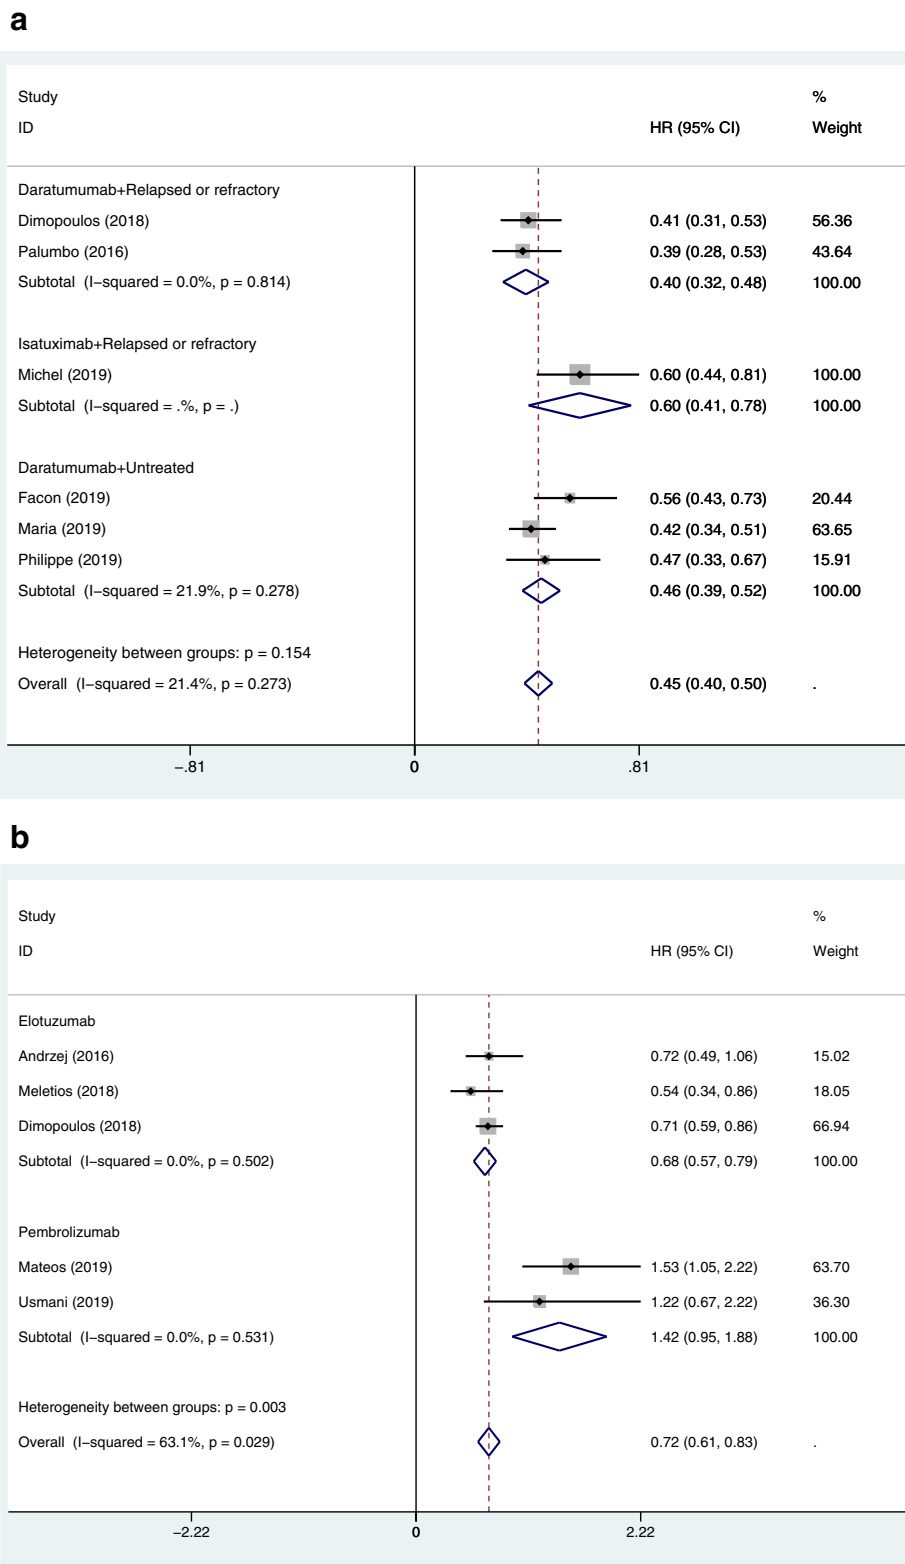 a
Study %
ID HR (95% CI) Weight
Daratumumab+Relapsed or refractory
Dimopoulos (2018) 0.41 (0.31, 0.53) 56.36
Palumbo (2016) 0.39 (0.28, 0.53) 43.64
Subtotal (I−squared = 0.0%, p = 0.814) 0.40 (0.32, 0.48) 100.00
Isatuximab+Relapsed or refractory
Michel (2019) 0.60 (0.44, 0.81) 100.00
Subtotal (I−squared = .%, p = .) 0.60 (0.41, 0.78) 100.00
Daratumumab+Untreated
Facon (2019) 0.56 (0.43, 0.73) 20.44
Maria (2019) 0.42 (0.34, 0.51) 63.65
Philippe (2019) 0.47 (0.33, 0.67) 15.91
Subtotal (I−squared = 21.9%, p = 0.278) 0.46 (0.39, 0.52) 100.00
Heterogeneity between groups: p = 0.154
Overall (I−squared = 21.4%, p = 0.273) 0.45 (0.40, 0.50) .
−.81 0 .81
b
Study %
ID HR (95% CI) Weight
Elotuzumab
Andrzej (2016) 0.72 (0.49, 1.06) 15.02
Meletios (2018) 0.54 (0.34, 0.86) 18.05
Dimopoulos (2018) 0.71 (0.59, 0.86) 66.94
Subtotal (I−squared = 0.0%, p = 0.502) 0.68 (0.57, 0.79) 100.00
Pembrolizumab
Mateos (2019) 1.53 (1.05, 2.22) 63.70
Usmani (2019) 1.22 (0.67, 2.22) 36.30
Subtotal (I−squared = 0.0%, p = 0.531) 1.42 (0.95, 1.88) 100.00
Heterogeneity between groups: p = 0.003
Overall (I−squared = 63.1%, p = 0.029) 0.72 (0.61, 0.83) .
−2.22 0 2.22